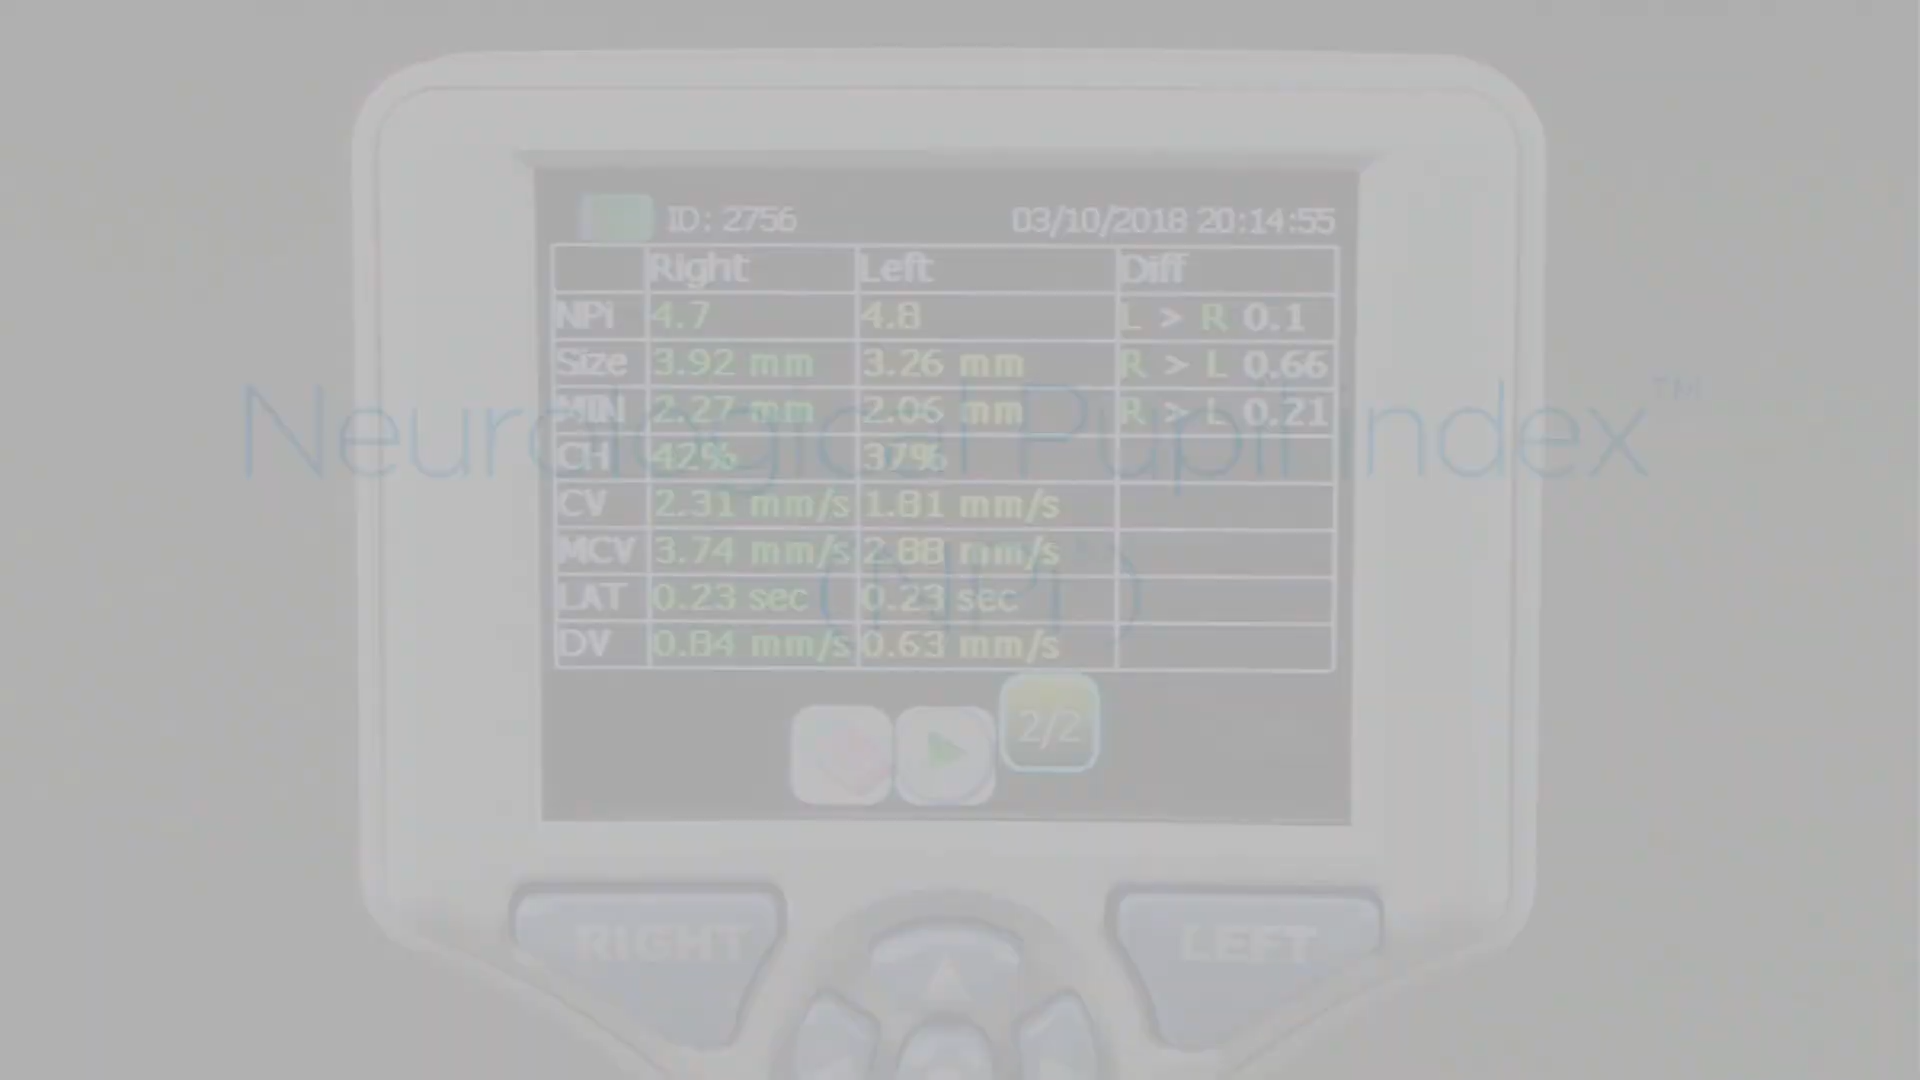 ID: 2756 03/10/2018 20:14:55
Right Left Diff
NPi 4.7 4.8 L > R 0.1
Size 3.92 mm 3.26 mm R > L 0.66
MIN 2.27 mm 2.06 mm R > L 0.21
Neurological Pupil index™
CH 42% 37%
CV 2.31 mm/s 1.81 mm/s
MCV 3.74 mm/s 2.88 mm/s
LAT 0.23 sec 0.23 sec
(NPi®)
DV 0.84 mm/s 0.63 mm/s
2/2
RIGHT LEFT